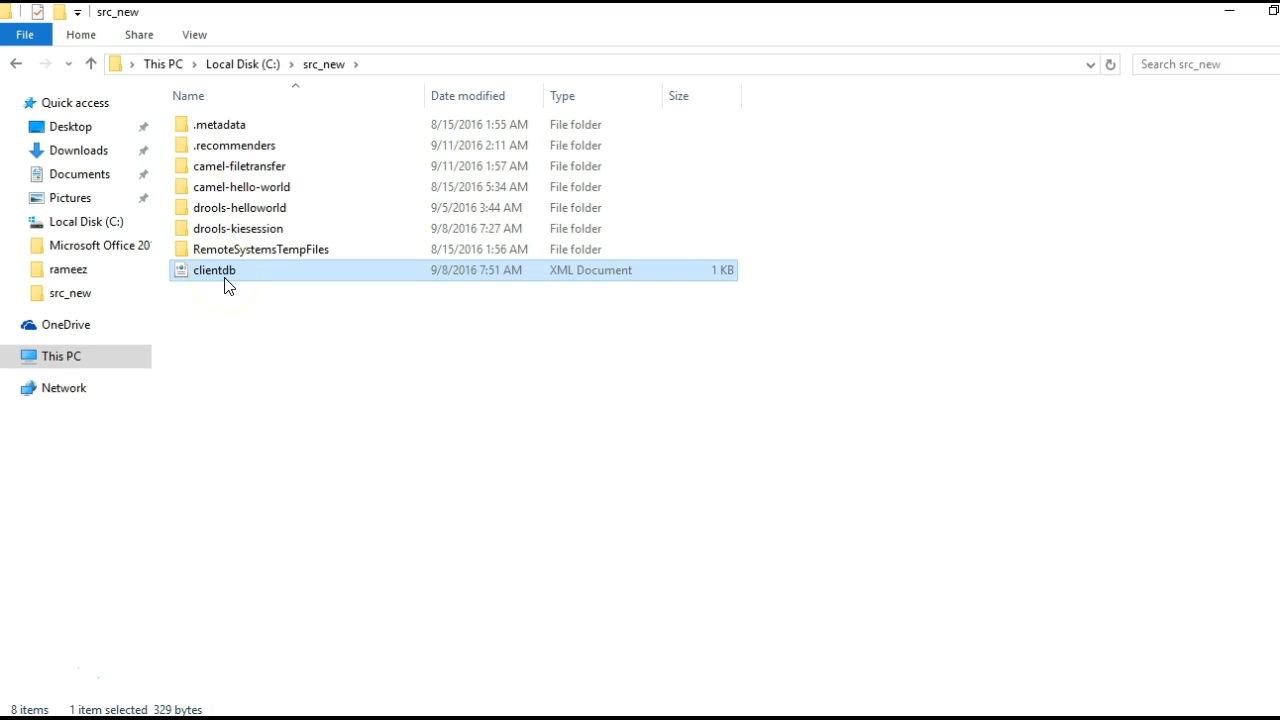 src_new
File Home Share View
This PC Local Disk (C:) src_new Search src_new
Name Date modified Type Size
Quick access
Desktop
Downloads
Documents
Pictures
Local Disk (C:)
Microsoft Office 20
rameez
src_new
OneDrive
This PC
Network
.metadata 8/15/2016 1:55 AM File folder
.recommenders 9/11/2016 2:11 AM File folder
camel-filetransfer 9/11/2016 1:57 AM File folder
camel-hello-world 8/15/2016 5:34 AM File folder
drools-helloworld 9/5/2016 3:44 AM File folder
drools-kiesession 9/8/2016 7:27 AM File folder
RemoteSystemsTempFiles 8/15/2016 1:56 AM File folder
clientdb 9/8/2016 7:51 AM XML Document 1 KB
8 items 1 item selected 329 bytes